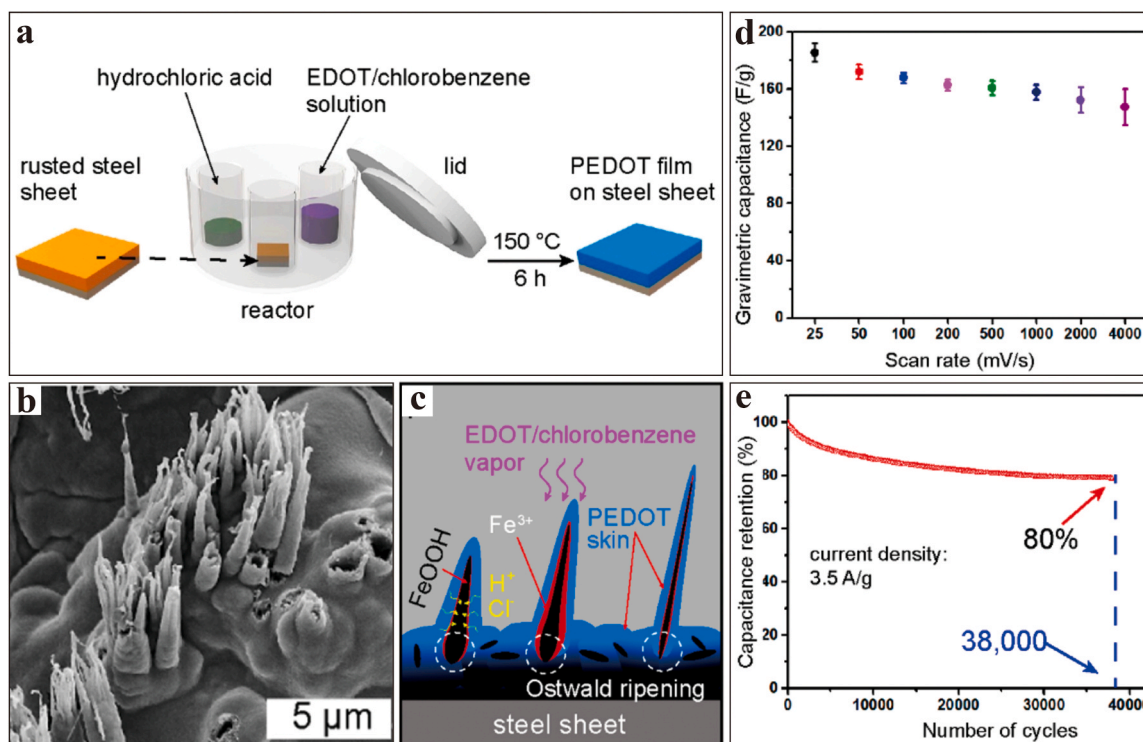 a
hydrochloric acid
EDOT/chlorobenzene
solution
rusted steel
sheet
lid
PEDOT film
on steel sheet
150 °C
6 h
reactor
b
5 µm
c
EDOT/chlorobenzene
vapor
Fe³⁺
PEDOT
skin
FeOOH
H⁺
Cl⁻
Ostwald ripening
steel sheet
d
Gravimetric capacitance (F/g)
200
160
120
80
40
0
25 50 100 200 500 1000 2000 4000
Scan rate (mV/s)
e
Capacitance retention (%)
100
80
60
40
20
0
80%
current density:
3.5 A/g
38,000
0 10000 20000 30000 40000
Number of cycles